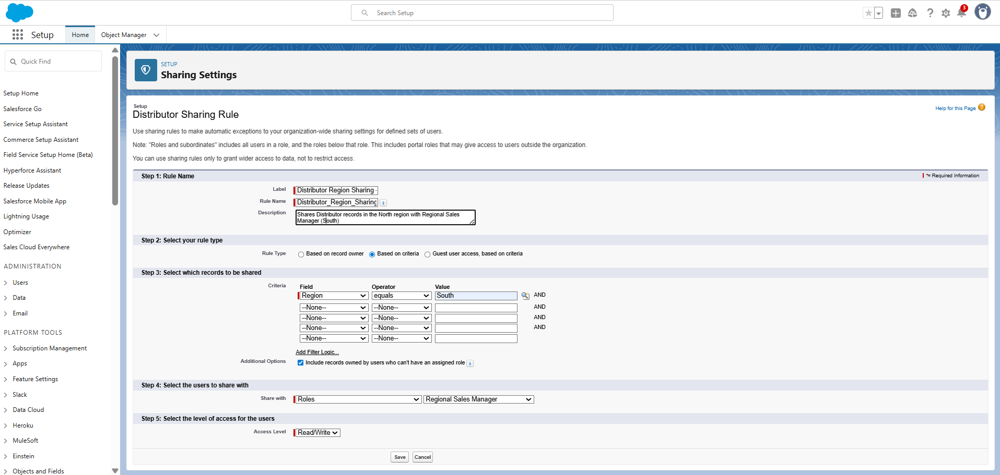 Search Setup
3
Setup
Home
Object Manager
Quick Find
Setup Home
Salesforce Go
Service Setup Assistant
Commerce Setup Assistant
Field Service Setup Home (Beta)
Hyperforce Assistant
Release Updates
Salesforce Mobile App
Lightning Usage
Optimizer
Sales Cloud Everywhere
ADMINISTRATION
Users
Data
Email
PLATFORM TOOLS
Subscription Management
Apps
Feature Settings
Slack
Data Cloud
Heroku
MuleSoft
Einstein
Objects and Fields
SETUP
Sharing Settings
Setup
Distributor Sharing Rule
Help for this Page ?
Use sharing rules to make automatic exceptions to your organization-wide sharing settings for defined sets of users.
Note: "Roles and subordinates" includes all users in a role, and the roles below that role. This includes portal roles that may give access to users outside the organization.
You can use sharing rules only to grant wider access to data, not to restrict access.
Step 1: Rule Name
= Required Information
Label Distributor Region Sharing -
Rule Name Distributor_Region_Sharing i
Description Shares Distributor records in the North region with Regional Sales
Manager (South)
Step 2: Select your rule type
Rule Type Based on record owner Based on criteria Guest user access, based on criteria
Step 3: Select which records to be shared
Criteria Field Operator Value
Region equals South AND
--None-- --None-- AND
--None-- --None-- AND
--None-- --None-- AND
--None-- --None--
Add Filter Logic...
Additional Options Include records owned by users who can't have an assigned role i
Step 4: Select the users to share with
Share with Roles Regional Sales Manager
Step 5: Select the level of access for the users
Access Level Read/Write
Save Cancel